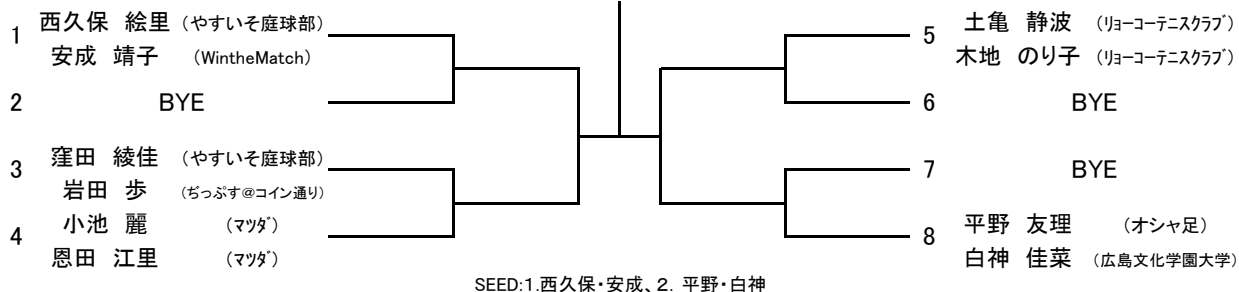 1 西久保 絵里 (やすいそ庭球部)
安成 靖子 (WintheMatch)
2 BYE
3 窪田 綾佳 (やすいそ庭球部)
岩田 歩 (ぢっぷす@コイン通り)
4 小池 麗 (マツダ)
恩田 江里 (マツダ)
5 土亀 静波 (リョーコーテニスクラブ)
木地 のり子 (リョーコーテニスクラブ)
6 BYE
7 BYE
8 平野 友理 (オシャ足)
白神 佳菜 (広島文化学園大学)
SEED:1.西久保・安成、2. 平野・白神